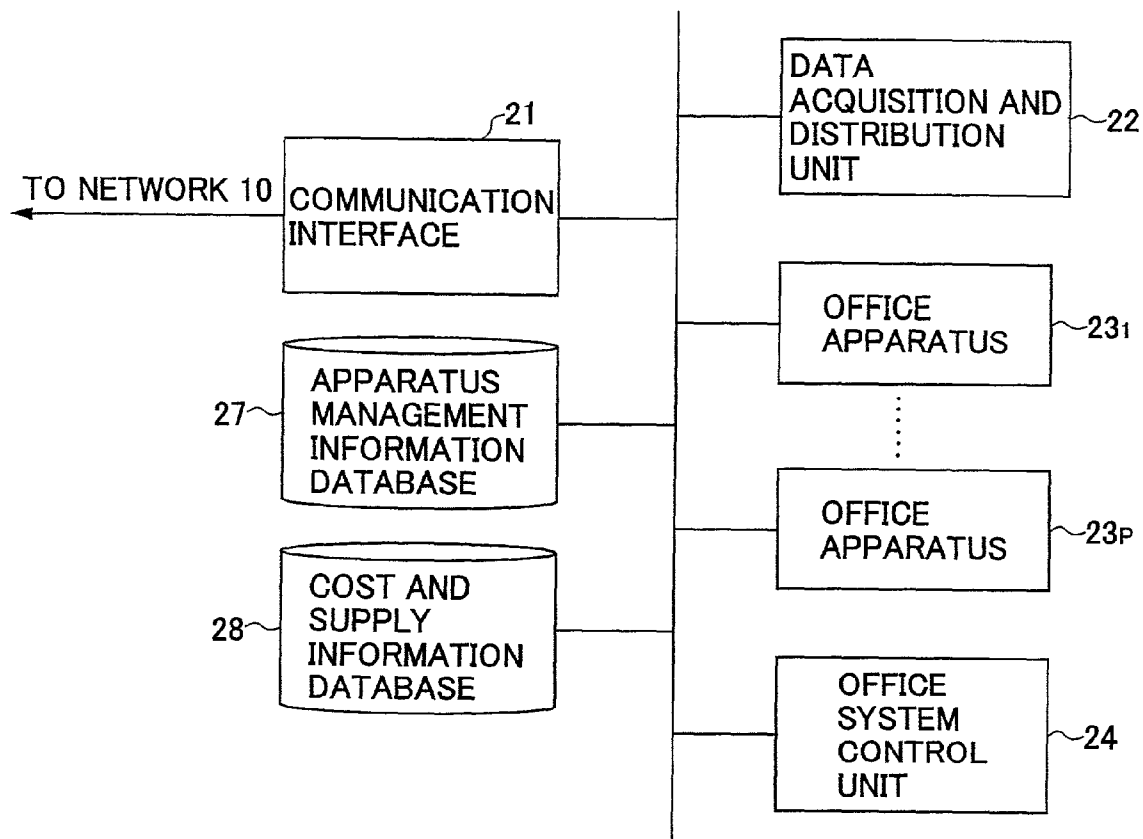 TO NETWORK 10
21
COMMUNICATION
INTERFACE
27
APPARATUS
MANAGEMENT
INFORMATION
DATABASE
28
COST AND
SUPPLY
INFORMATION
DATABASE
DATA
ACQUISITION AND
DISTRIBUTION
UNIT
22
OFFICE
APPARATUS
231
OFFICE
APPARATUS
23P
OFFICE
SYSTEM
CONTROL
UNIT
24